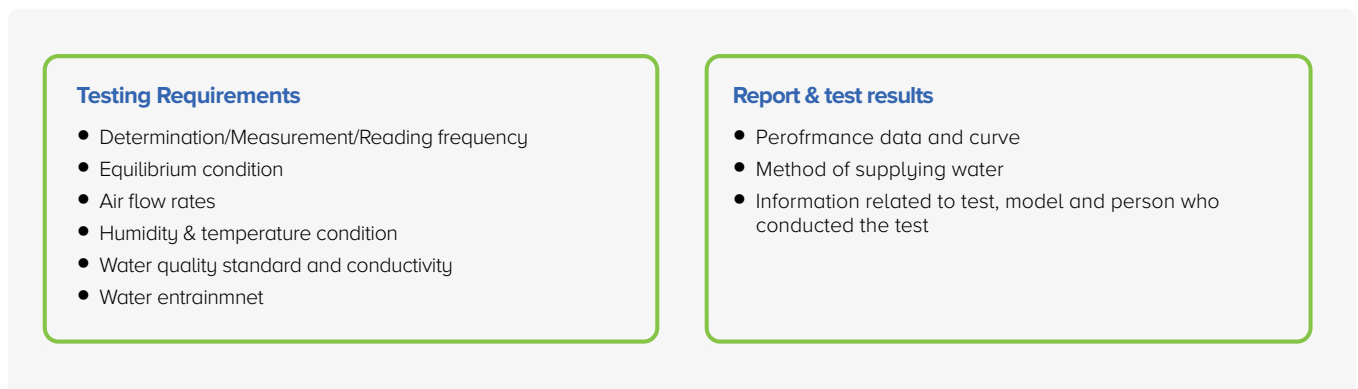 Testing Requirements
● Determination/Measurement/Reading frequency
● Equilibrium condition
● Air flow rates
● Humidity & temperature condition
● Water quality standard and conductivity
● Water entrainmnet
Report & test results
● Perofrmance data and curve
● Method of supplying water
● Information related to test, model and person who
conducted the test